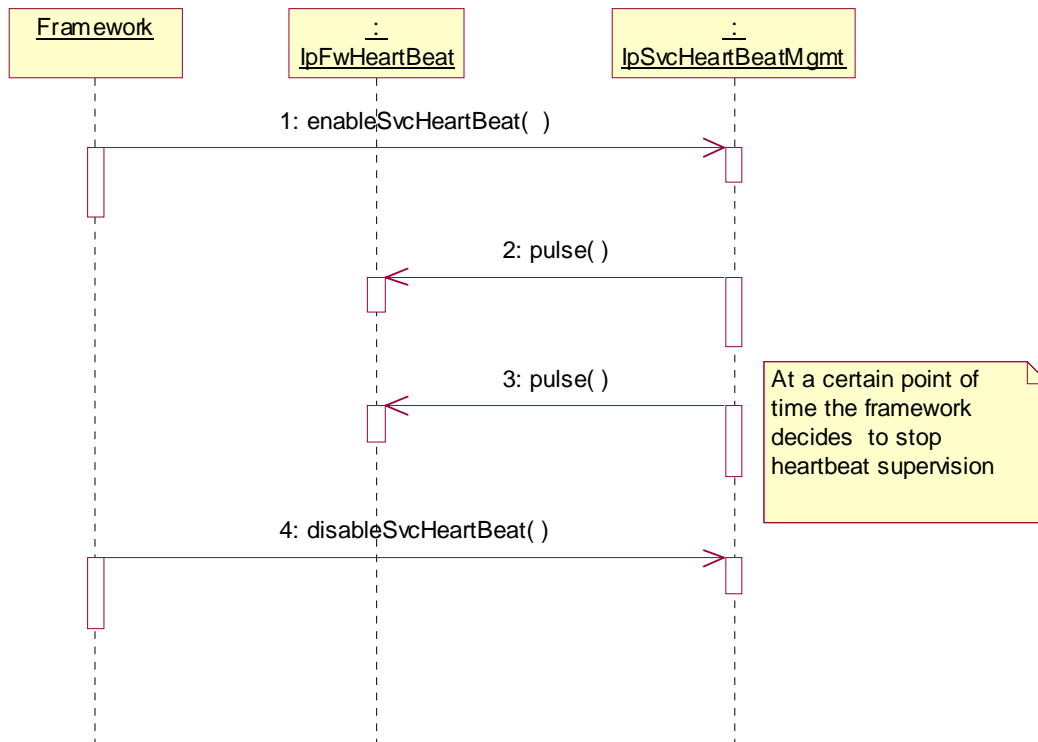 Framework
:
IpFwHeartBeat
:
IpSvcHeartBeatMgmt
1: enableSvcHeartBeat( )
2: pulse( )
3: pulse( )
At a certain point of
time the framework
decides to stop
heartbeat supervision
4: disableSvcHeartBeat( )